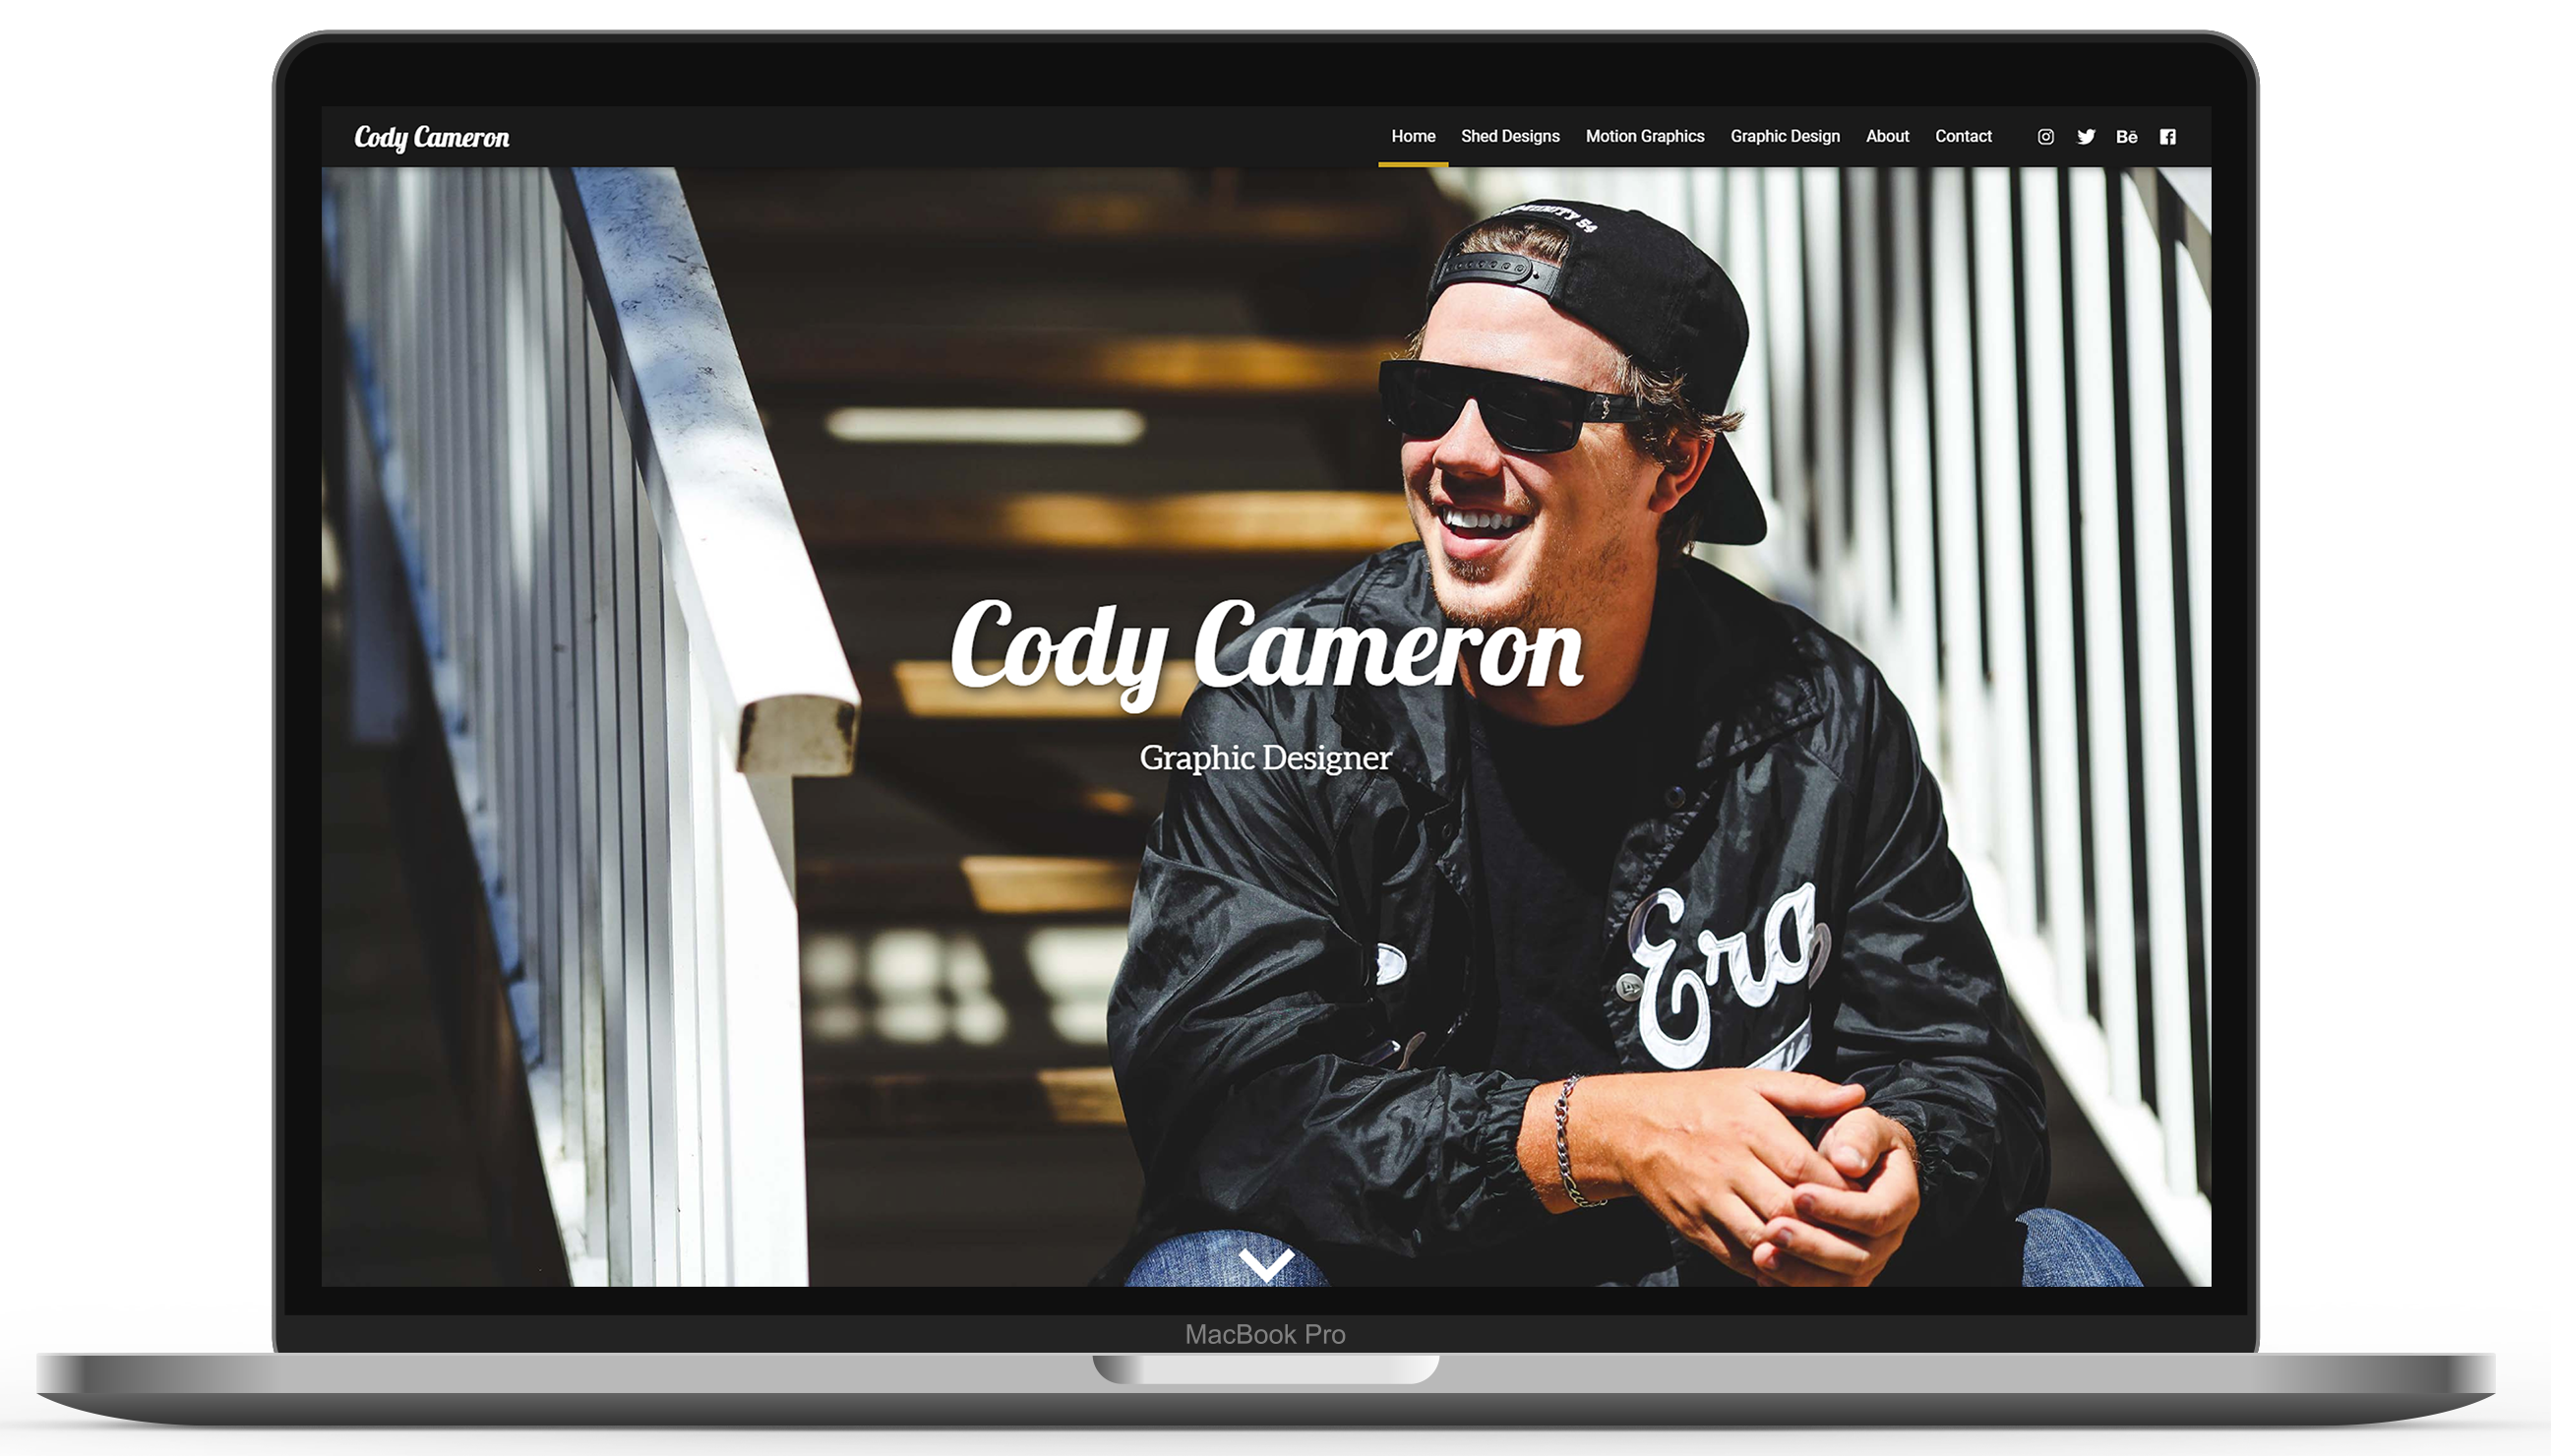 Cody Cameron
Home Shed Designs Motion Graphics Graphic Design About Contact Bē
54
Cody Cameron
Graphic Designer
Era
MacBook Pro